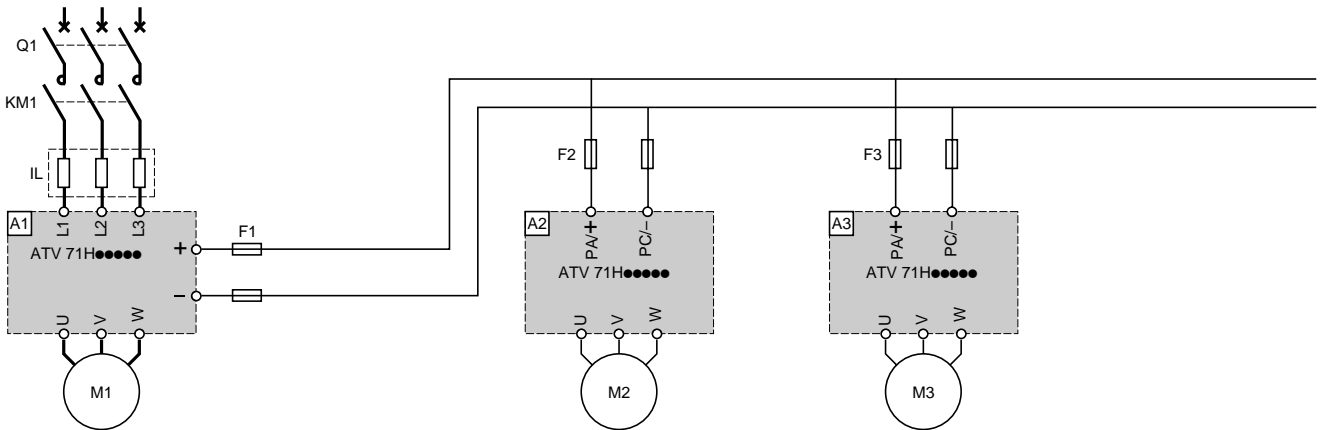 Q1
KM1
IL
A1
L1
L2
L3
ATV 71H●●●●●
+
−
F1
U
V
W
M1
F2
A2
PA/+
PC/−
ATV 71H●●●●●
U
V
W
M2
F3
A3
PA/+
PC/−
ATV 71H●●●●●
U
V
W
M3